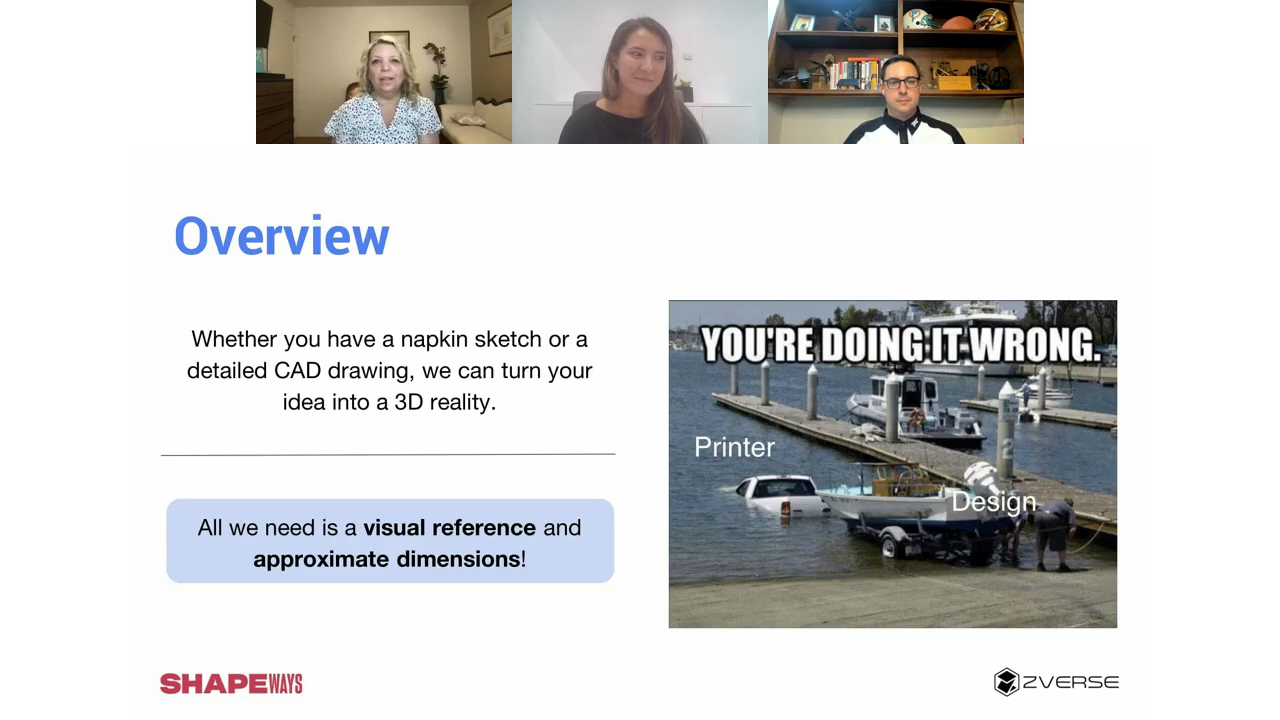 Overview
Whether you have a napkin sketch or a
detailed CAD drawing, we can turn your
idea into a 3D reality.
All we need is a visual reference and
approximate dimensions!
YOU'RE DOING IT WRONG.
Printer
Design
2
SHAPEWAYS
ZVERSE